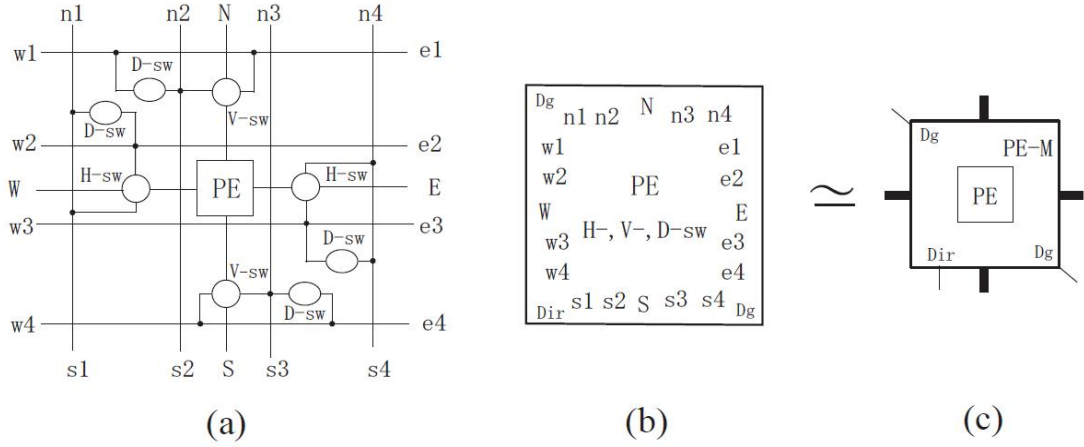 n1 n2 N n3 n4
w1 e1
D-sw
V-sw
D-sw
w2 e2
H-sw H-sw
W PE E
w3 e3
D-sw
V-sw
D-sw
w4 e4
s1 s2 S s3 s4
(a)
Dg
n1 n2 N n3 n4
w1 e1
w2 PE e2
W E
H-,V-,D-sw
w3 e3
w4 e4
Dir s1 s2 S s3 s4 Dg
(b)
≃
Dg
PE-M
PE
Dir Dg
(c)